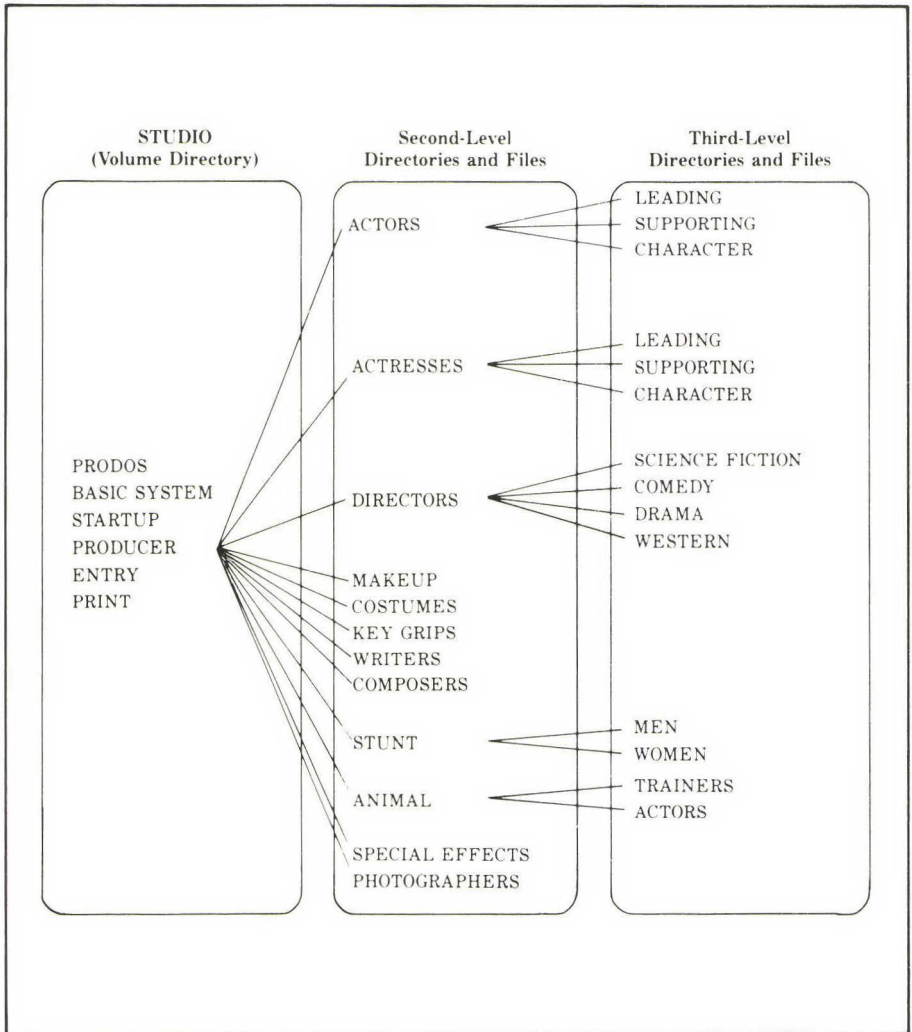 STUDIO
(Volume Directory)
PRODOS
BASIC SYSTEM
STARTUP
PRODUCER
ENTRY
PRINT
Second-Level
Directories and Files
ACTORS
ACTRESSES
DIRECTORS
MAKEUP
COSTUMES
KEY GRIPS
WRITERS
COMPOSERS
STUNT
ANIMAL
SPECIAL EFFECTS
PHOTOGRAPHERS
Third-Level
Directories and Files
LEADING
SUPPORTING
CHARACTER
LEADING
SUPPORTING
CHARACTER
SCIENCE FICTION
COMEDY
DRAMA
WESTERN
MEN
WOMEN
TRAINERS
ACTORS